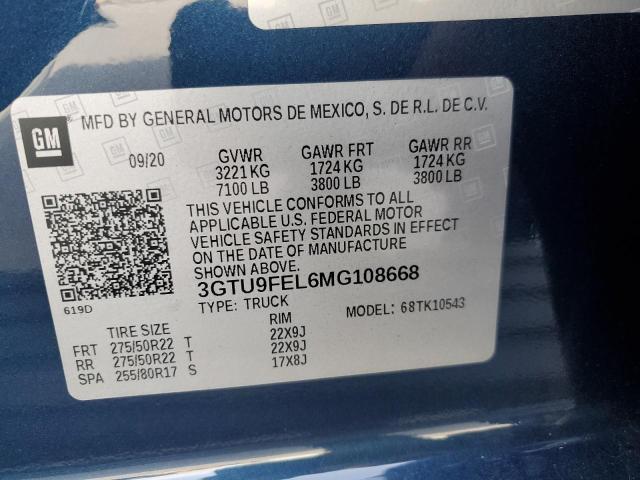 GM
MFD BY GENERAL MOTORS DE MEXICO, S. DE R.L. DE C.V.
09/20 GVWR GAWR FRT GAWR RR
3221 KG 1724 KG 1724 KG
7100 LB 3800 LB 3800 LB
THIS VEHICLE CONFORMS TO ALL
APPLICABLE U.S. FEDERAL MOTOR
VEHICLE SAFETY STANDARDS IN EFFECT
ON THE DATE OF MANUFACTURE
SHOWN ABOVE.
619D
3GTU9FEL6MG108668
TYPE: TRUCK MODEL: 68TK10543
TIRE SIZE RIM
FRT 275/50R22 T 22X9J
RR 275/50R22 T 22X9J
SPA 255/80R17 S 17X8J